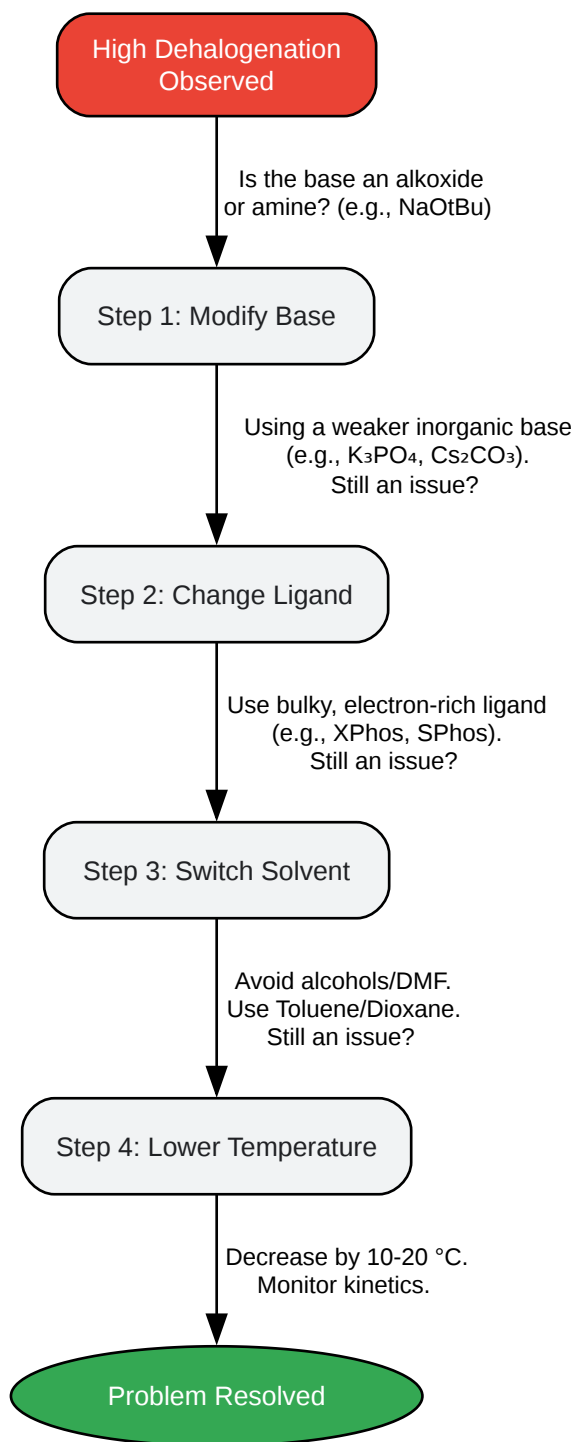 High Dehalogenation
Observed
Is the base an alkoxide
or amine? (e.g., NaOtBu)
Step 1: Modify Base
Using a weaker inorganic base
(e.g., K₃PO₄, Cs₂CO₃).
Still an issue?
Step 2: Change Ligand
Use bulky, electron-rich ligand
(e.g., XPhos, SPhos).
Still an issue?
Step 3: Switch Solvent
Avoid alcohols/DMF.
Use Toluene/Dioxane.
Still an issue?
Step 4: Lower Temperature
Decrease by 10-20 °C.
Monitor kinetics.
Problem Resolved